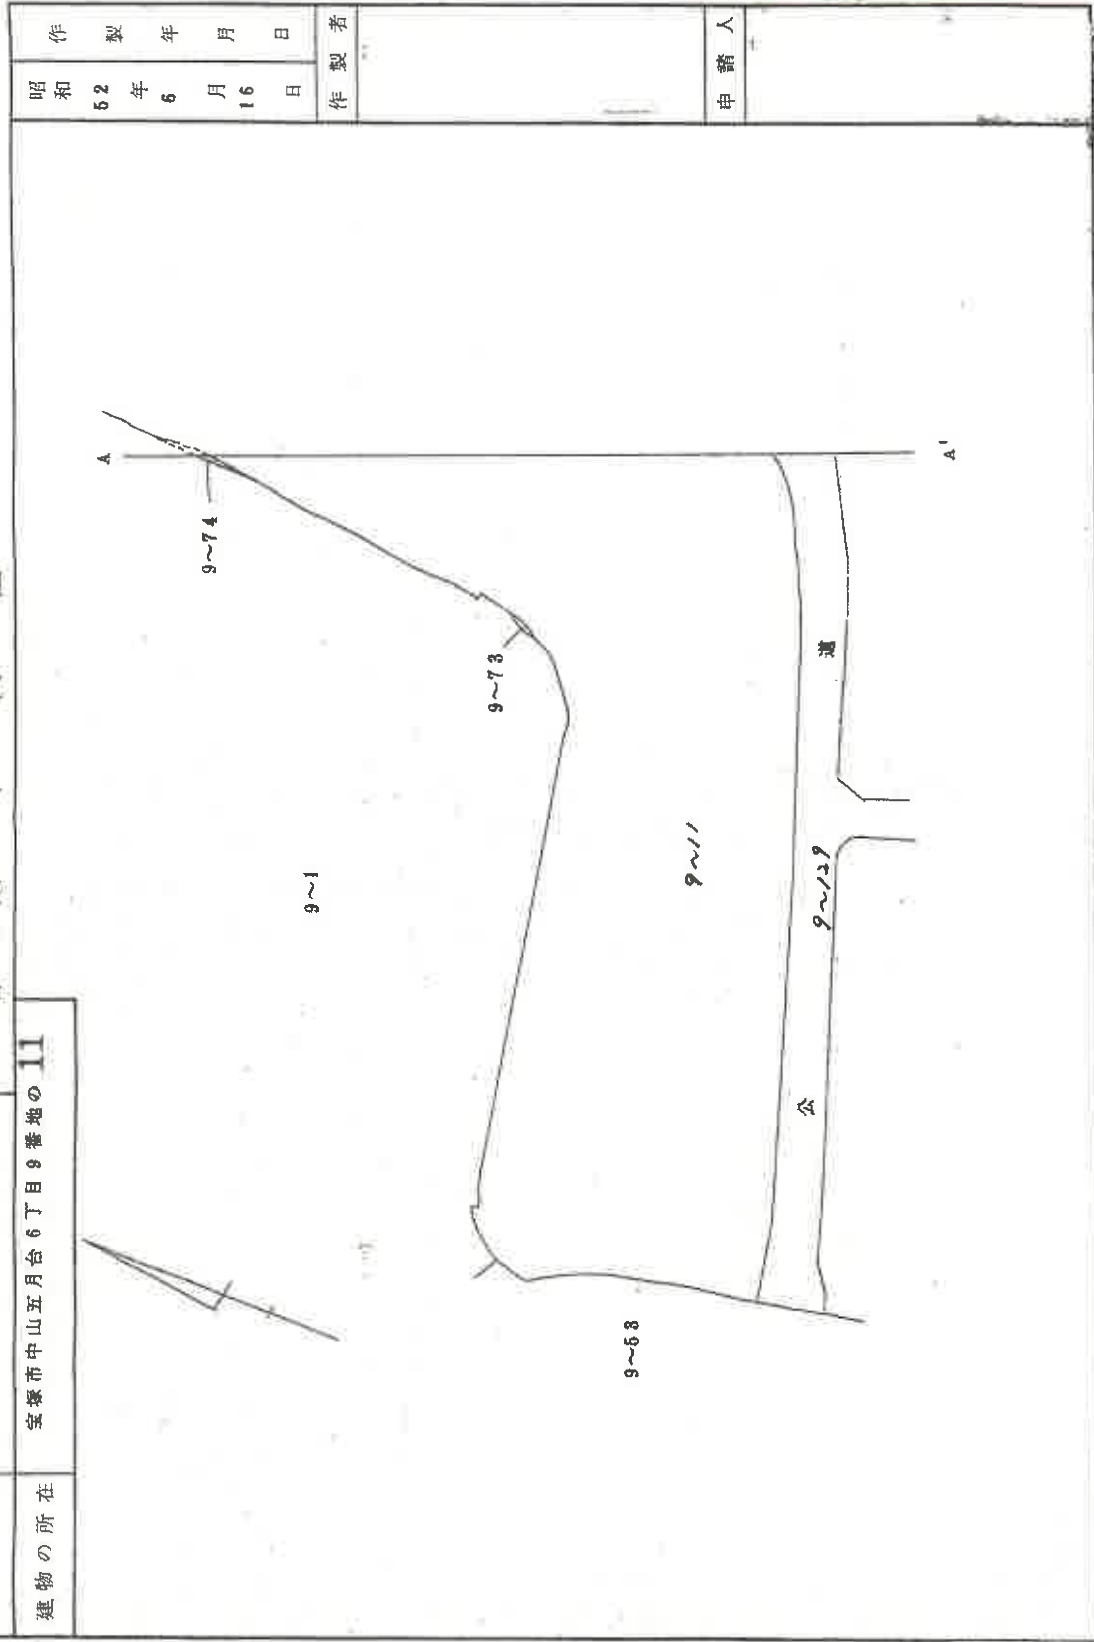 建物の所在
宝塚市中山五月台6丁目9番地の11
作製年月日
昭和52年6月16日
作製者
申請人
A
9~74
9~73
9~1
9~11
道
9~129
公
9~53
A'